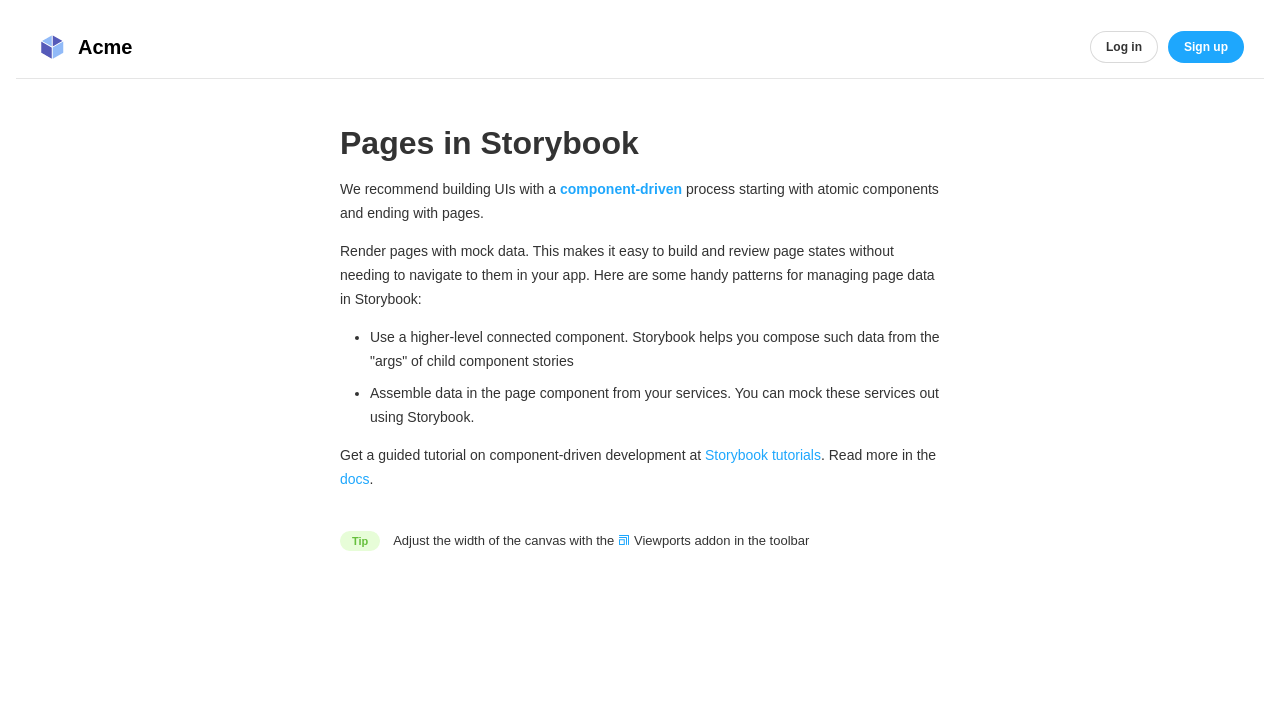 Acme
Log in
Sign up
Pages in Storybook
We recommend building UIs with a component-driven process starting with atomic components
and ending with pages.
Render pages with mock data. This makes it easy to build and review page states without
needing to navigate to them in your app. Here are some handy patterns for managing page data
in Storybook:
Use a higher-level connected component. Storybook helps you compose such data from the
"args" of child component stories
Assemble data in the page component from your services. You can mock these services out
using Storybook.
Get a guided tutorial on component-driven development at Storybook tutorials. Read more in the
docs.
Tip
Adjust the width of the canvas with the Viewports addon in the toolbar